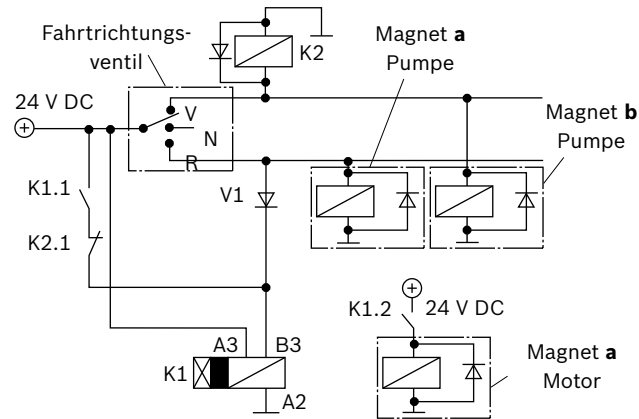 Fahrtrichtungs-
ventil
K2
Magnet a
Pumpe
24 V DC
V
N
R
Magnet b
Pumpe
K1.1
V1
K2.1
K1.2
24 V DC
A3
B3
K1
A2
Magnet a
Motor